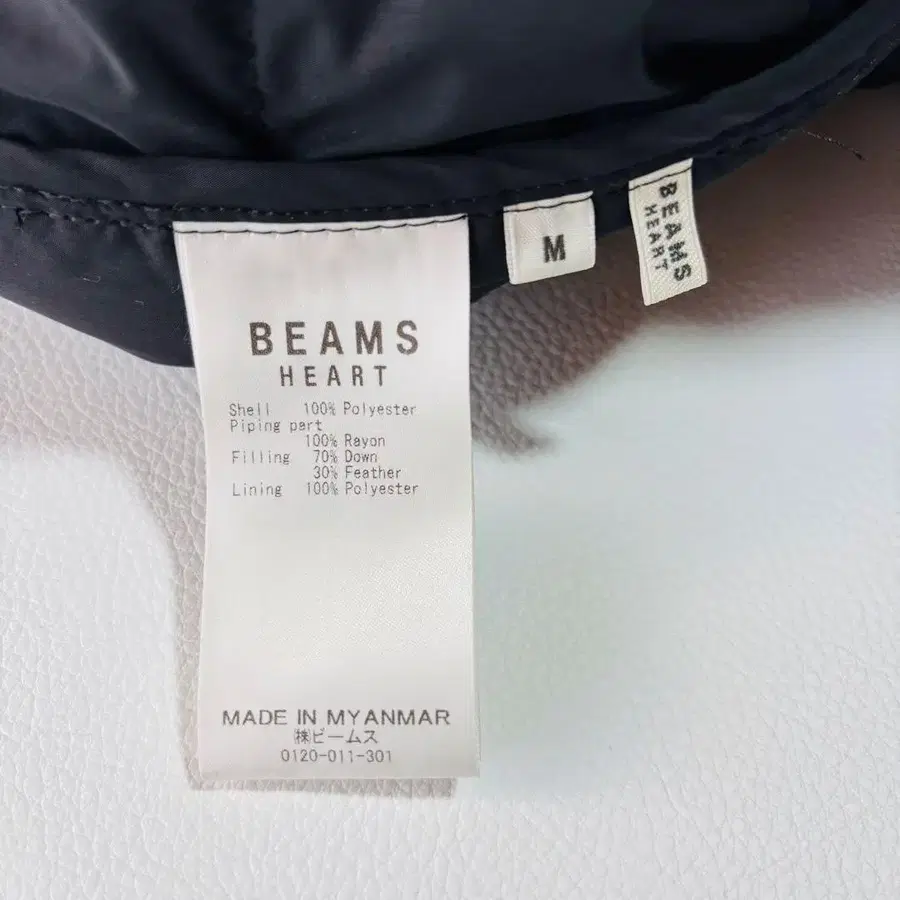 BEAMS
HEART
Shell 100% Polyester
Piping part
100% Rayon
Filling 70% Down
30% Feather
Lining 100% Polyester
MADE IN MYANMAR
㈱ビームス
0120-011-301
M
BEAMS
HEART